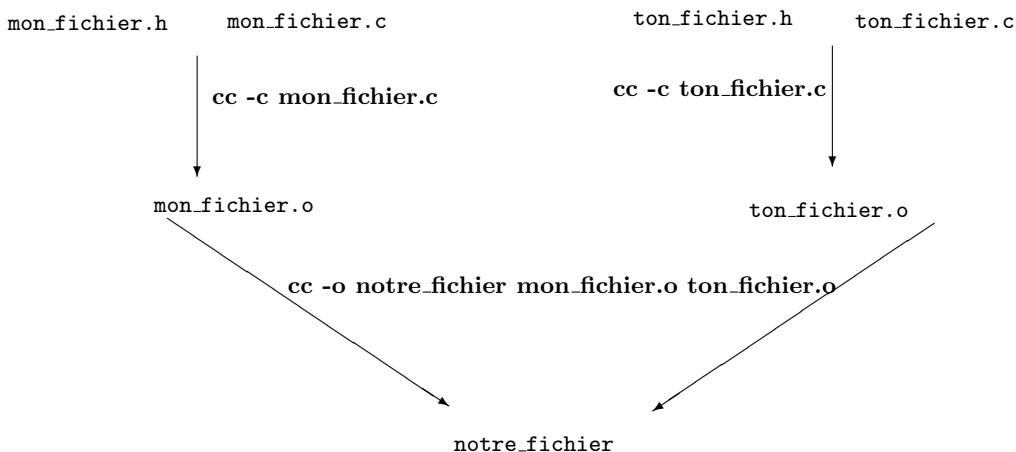 mon_fichier.h mon_fichier.c ton_fichier.h ton_fichier.c
cc -c mon_fichier.c cc -c ton_fichier.c
mon_fichier.o ton_fichier.o
cc -o notre_fichier mon_fichier.o ton_fichier.o
notre_fichier